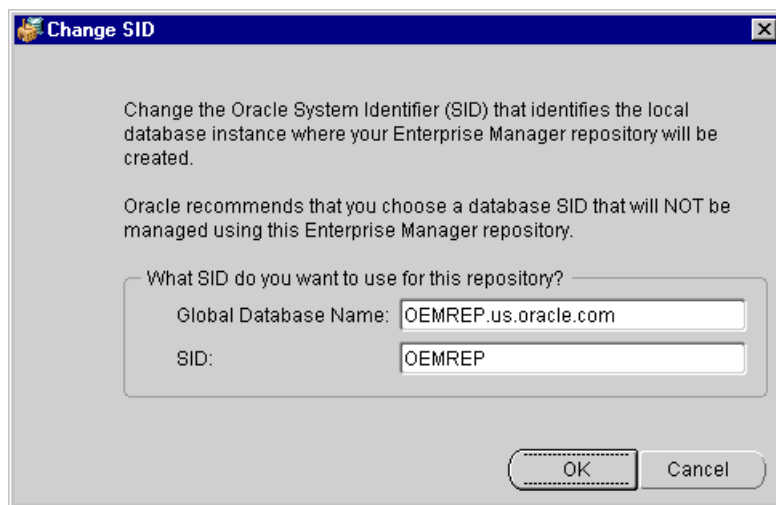 Change SID
Change the Oracle System Identifier (SID) that identifies the local
database instance where your Enterprise Manager repository will be
created.
Oracle recommends that you choose a database SID that will NOT be
managed using this Enterprise Manager repository.
What SID do you want to use for this repository?
Global Database Name: OEMREP.us.oracle.com
SID: OEMREP
OK Cancel